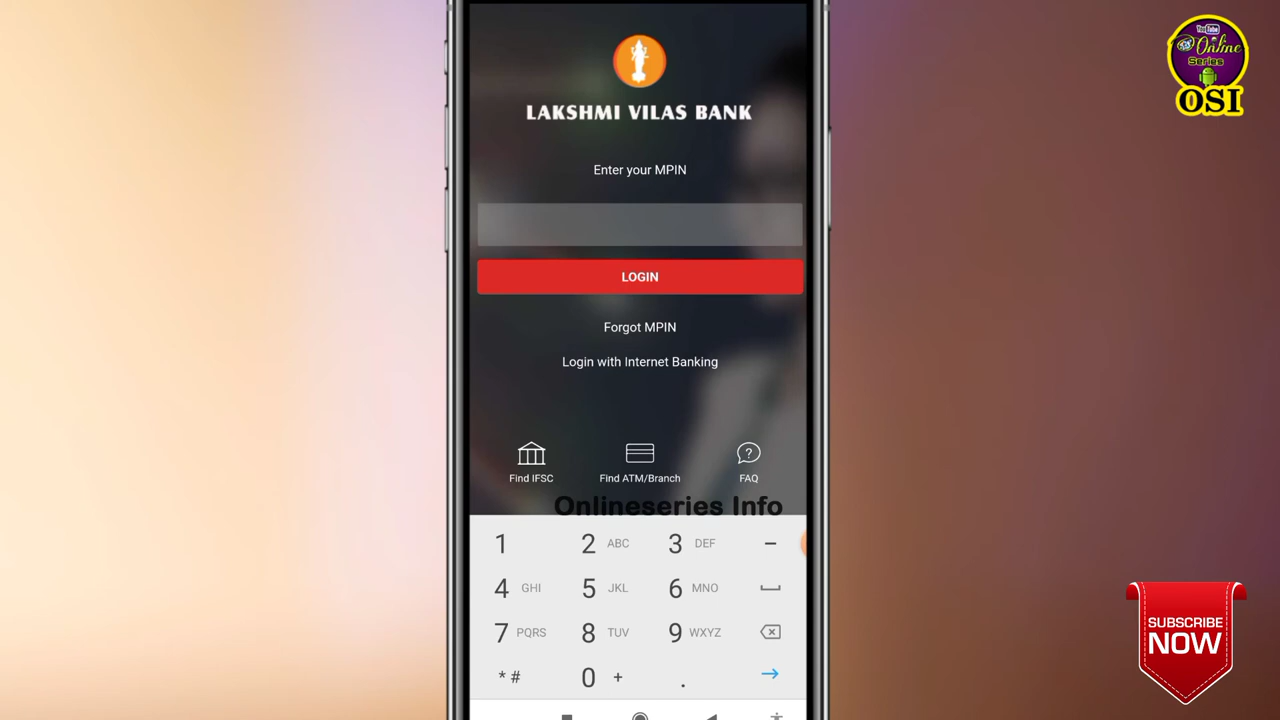 YouTube
Online
Series
OSI
LAKSHMI VILAS BANK
Enter your MPIN
LOGIN
Forgot MPIN
Login with Internet Banking
Find IFSC Find ATM/Branch FAQ
Onlineseries Info
1 2 ABC 3 DEF -
4 GHI 5 JKL 6 MNO
7 PQRS 8 TUV 9 WXYZ
* # 0 + .
SUBSCRIBE
NOW